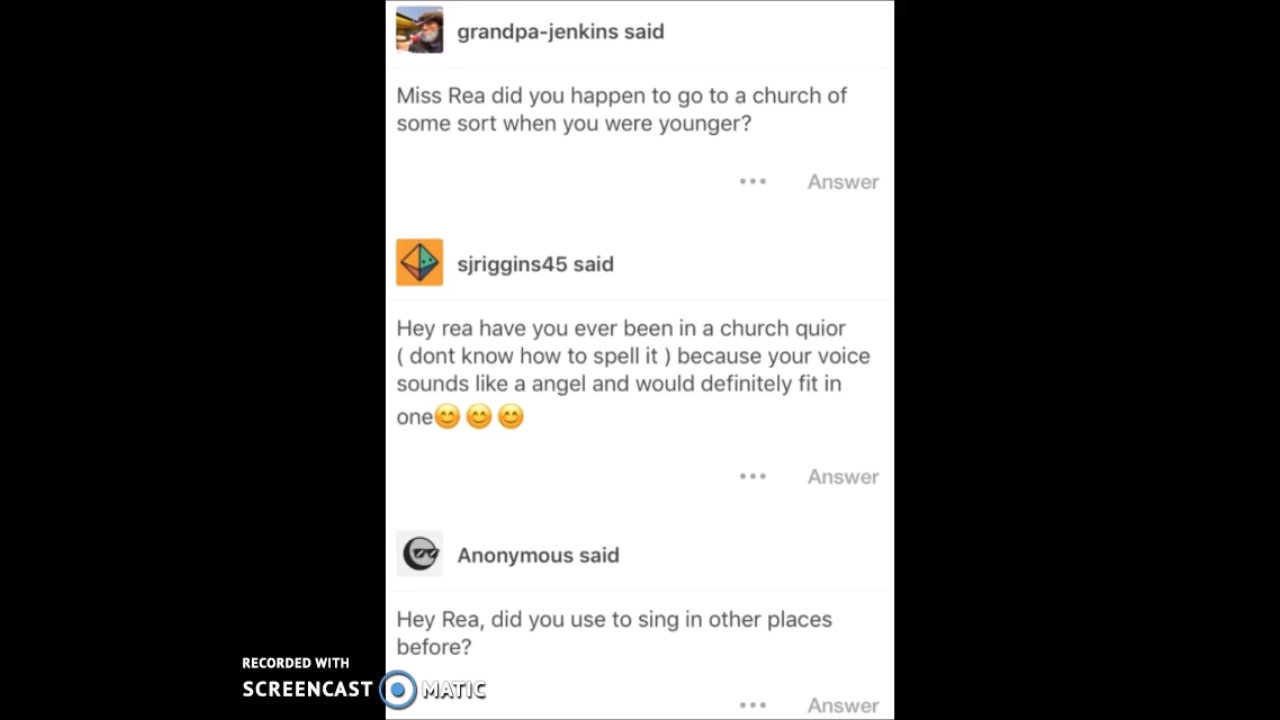 grandpa-jenkins said
Miss Rea did you happen to go to a church of
some sort when you were younger?
••• Answer
sjriggins45 said
Hey rea have you ever been in a church quior
( dont know how to spell it ) because your voice
sounds like a angel and would definitely fit in
one😊😊😊
••• Answer
Anonymous said
Hey Rea, did you use to sing in other places
before?
••• Answer
RECORDED WITH
SCREENCAST MATIC